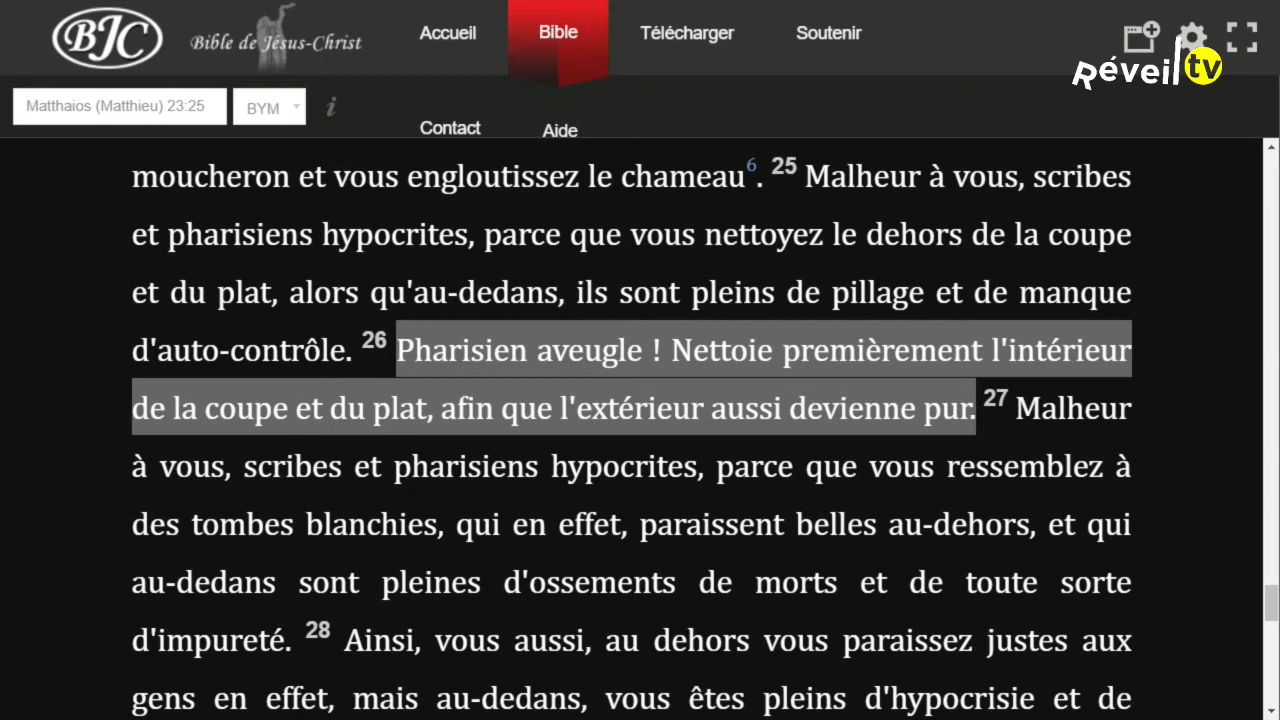 BJC Bible de Jésus-Christ
Accueil Bible Télécharger Soutenir
Réveil tv
Matthaios (Matthieu) 23:25 BYM i
Contact Aide
moucheron et vous engloutissez le chameau6. 25 Malheur à vous, scribes
et pharisiens hypocrites, parce que vous nettoyez le dehors de la coupe
et du plat, alors qu'au-dedans, ils sont pleins de pillage et de manque
d'auto-contrôle. 26 Pharisien aveugle ! Nettoie premièrement l'intérieur
de la coupe et du plat, afin que l'extérieur aussi devienne pur. 27 Malheur
à vous, scribes et pharisiens hypocrites, parce que vous ressemblez à
des tombes blanchies, qui en effet, paraissent belles au-dehors, et qui
au-dedans sont pleines d'ossements de morts et de toute sorte
d'impureté. 28 Ainsi, vous aussi, au dehors vous paraissez justes aux
gens en effet, mais au-dedans, vous êtes pleins d'hypocrisie et de